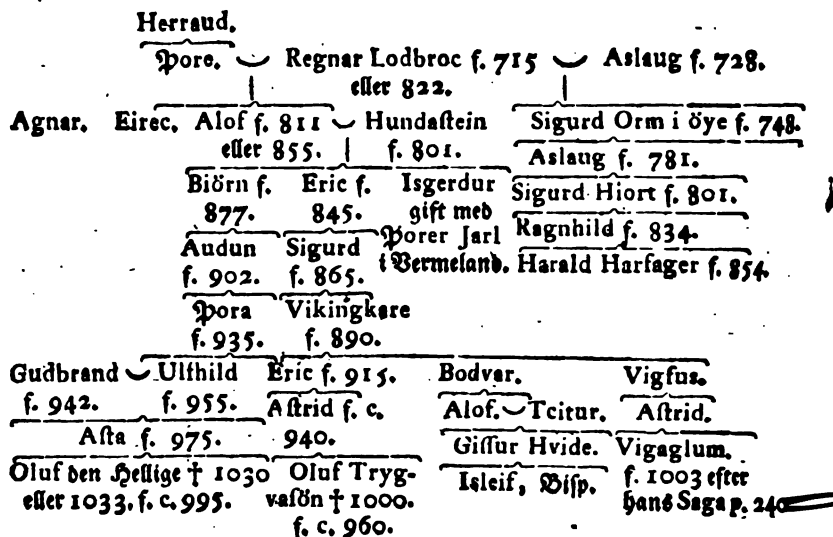 Herraud.
Þore. Regnar Lodbroc f. 715 Aslaug f. 728.
eller 822.
Agnar. Eirec. Alof f. 811 Hundaſtein Sigurd Orm i öye f. 748.
eller 855. f. 801. Aslaug f. 781.
Biörn f. Eric f. Isgerdur Sigurd Hiort f. 801.
877. 845. gift med
Audun Sigurd Þorer Jarl Ragnhild f. 834.
f. 902. f. 865. i Vermeland. Harald Harfager f. 854.
Þora Vikingkare
f. 935. f. 890.
Gudbrand Ulfhild Eric f. 915. Bodvar. Vigfus.
f. 942. f. 955. Aſtrid f. c. Alof. Teitur. Aſtrid.
Aſta f. 975. 940. Giſſur Hvide. Vigaglum.
Oluf den Hellige † 1030 Oluf Tryg- Isleif, Biſp. f. 1003 efter
eller 1033. f. c. 995. vaſön † 1000. hans Saga p. 240
f. c. 960.